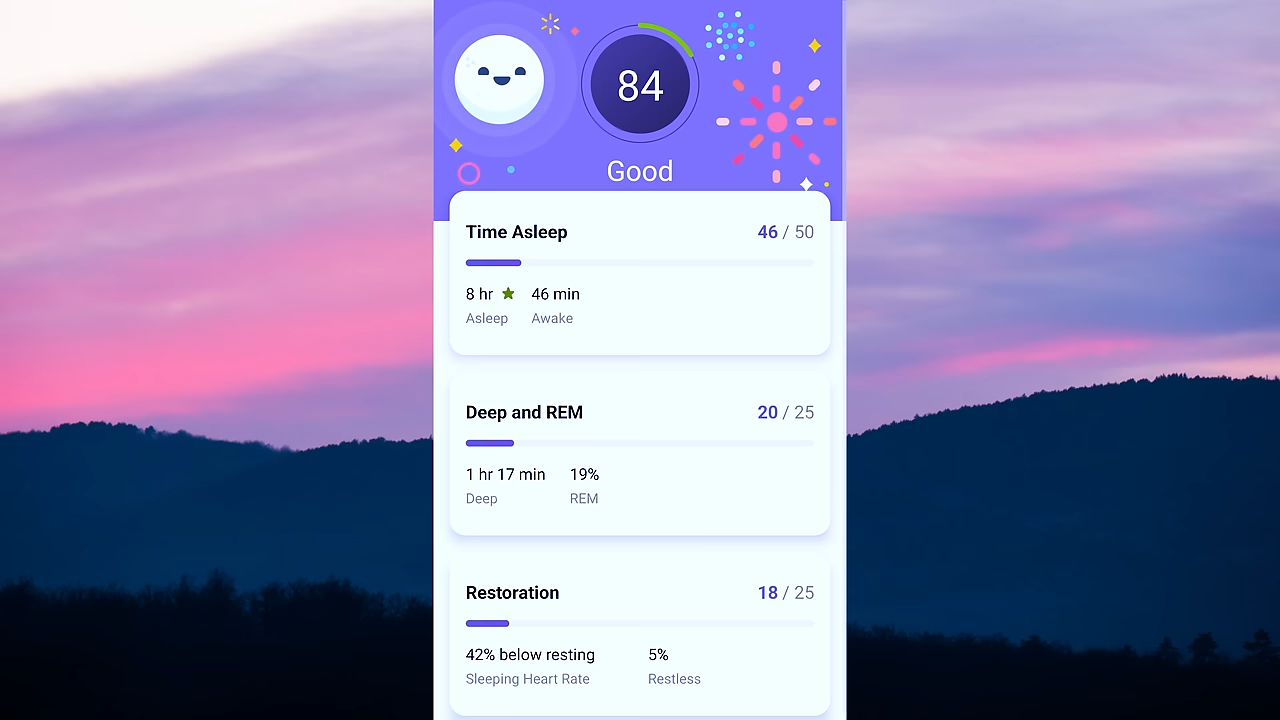 84
Good
Time Asleep 46 / 50
8 hr 46 min
Asleep Awake
Deep and REM 20 / 25
1 hr 17 min 19%
Deep REM
Restoration 18 / 25
42% below resting 5%
Sleeping Heart Rate Restless